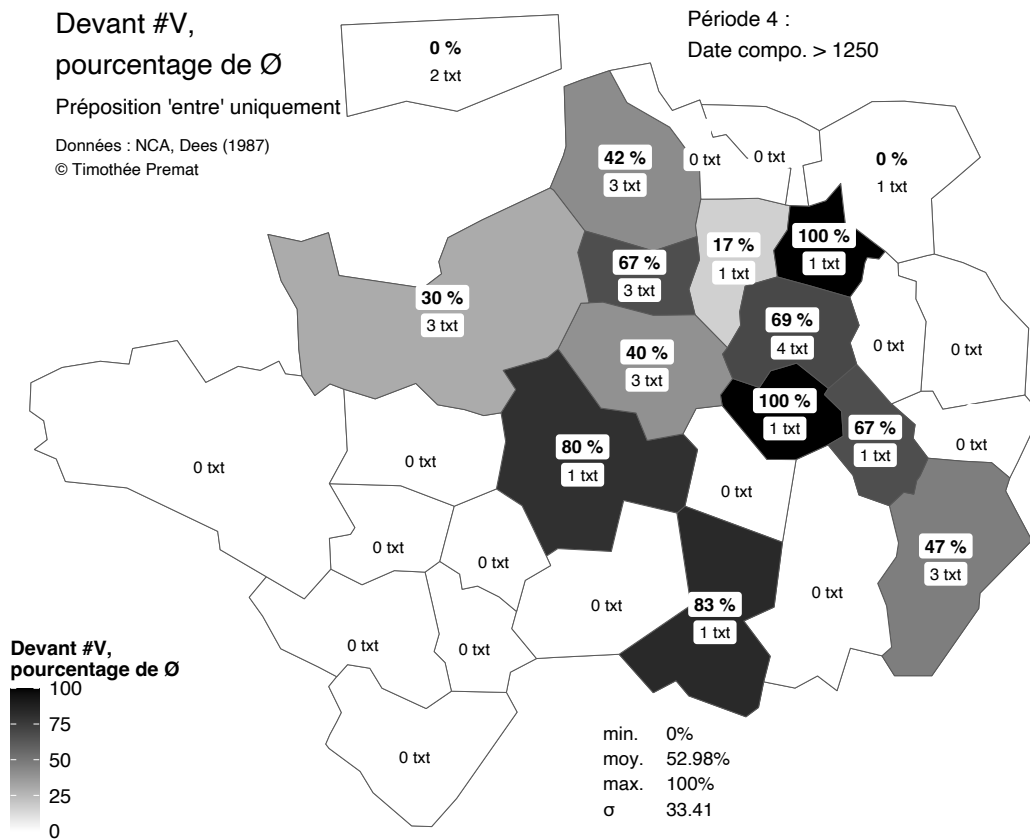 Devant #V,
pourcentage de Ø
Préposition 'entre' uniquement
Données : NCA, Dees (1987)
© Timothée Premat
Période 4 :
Date compo. > 1250
0 %
2 txt
42 %
3 txt
0 txt
0 txt
0 %
1 txt
17 %
1 txt
100 %
1 txt
67 %
3 txt
30 %
3 txt
69 %
4 txt
0 txt
0 txt
40 %
3 txt
100 %
1 txt
67 %
1 txt
0 txt
80 %
1 txt
0 txt
0 txt
0 txt
0 txt
0 txt
47 %
3 txt
0 txt
0 txt
83 %
1 txt
0 txt
0 txt
0 txt
Devant #V,
pourcentage de Ø
100
75
50
25
0
min. 0%
moy. 52.98%
max. 100%
σ 33.41